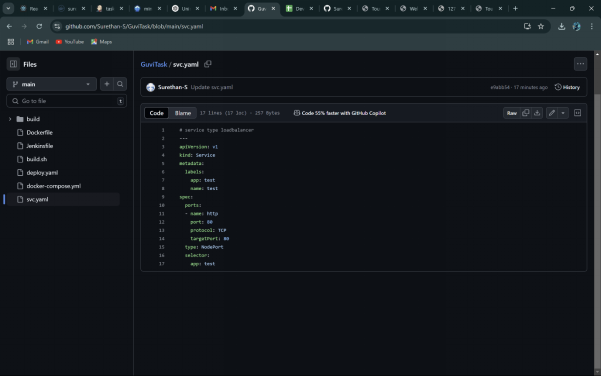 github.com/Surethan-S/GuviTask/blob/main/svc.yaml
Gmail
YouTube
Maps
Files
main
Go to file
t
build
Dockerfile
Jenkinsfile
build.sh
deploy.yaml
docker-compose.yml
svc.yaml
GuviTask / svc.yaml
Surethan-S Update svc.yaml
17 minutes ago
History
Code Blame 17 lines (17 loc) · 257 Bytes
Code 55% faster with GitHub Copilot
Raw
1 # service type loadbalancer
2 ---
3 apiVersion: v1
4 kind: Service
5 metadata:
6 labels:
7 app: test
8 name: test
9 spec:
10 ports:
11 - name: http
12 port: 80
13 protocol: TCP
14 targetPort: 80
15 type: NodePort
16 selector:
17 app: test